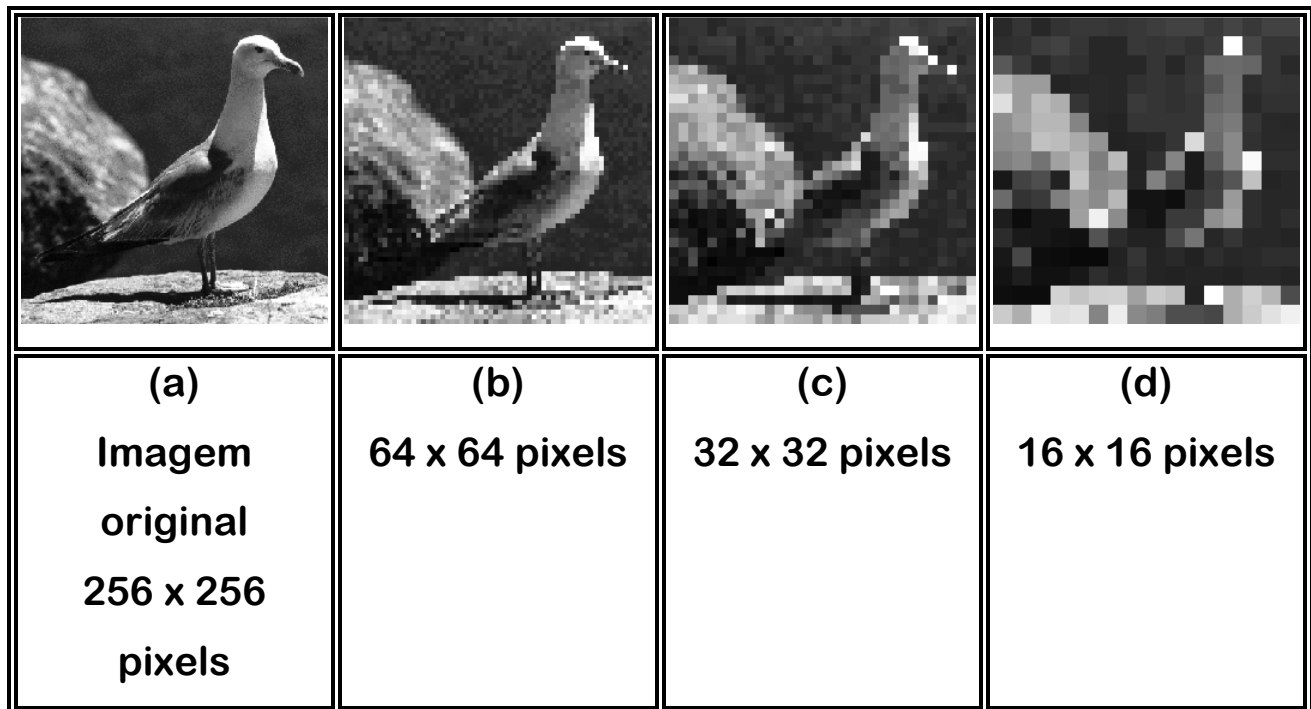 (a)
Imagem
original
256 x 256
pixels
(b)
64 x 64 pixels
(c)
32 x 32 pixels
(d)
16 x 16 pixels